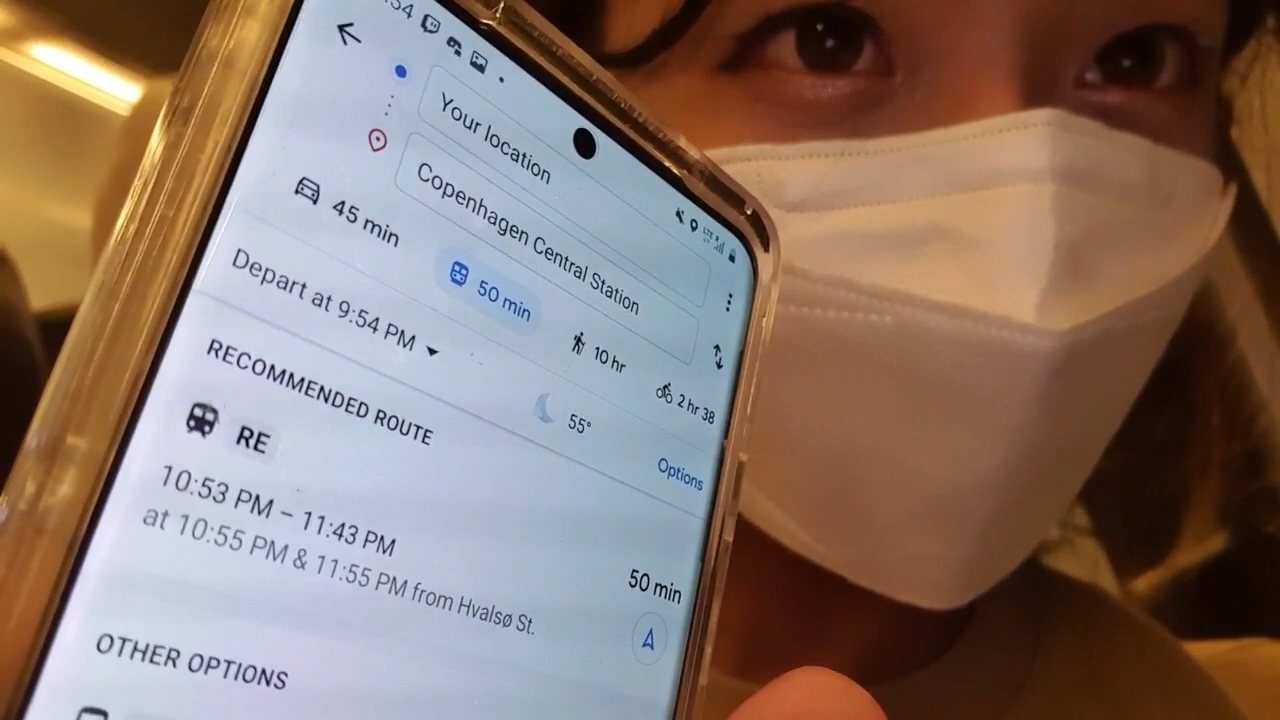 :54
Your location
Copenhagen Central Station
45 min
50 min
10 hr
2 hr 38
Depart at 9:54 PM
55°
Options
RECOMMENDED ROUTE
RE
10:53 PM – 11:43 PM
50 min
at 10:55 PM & 11:55 PM from Hvalsø St.
OTHER OPTIONS